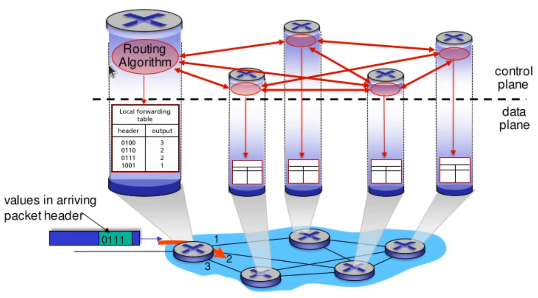 Routing
Algorithm
control
plane
data
plane
Local forwarding
table
header output
0100 3
0110 2
0111 2
1001 1
values in arriving
packet header
0111
1
2
3